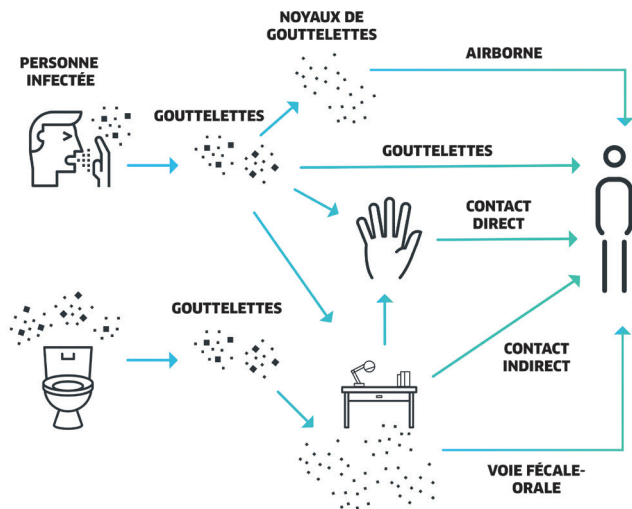 NOYAUX DE
GOUTTELETTES
AIRBORNE
PERSONNE
INFECTÉE
GOUTTELETTES
GOUTTELETTES
CONTACT
DIRECT
GOUTTELETTES
CONTACT
INDIRECT
VOIE FÉCALE-
ORALE